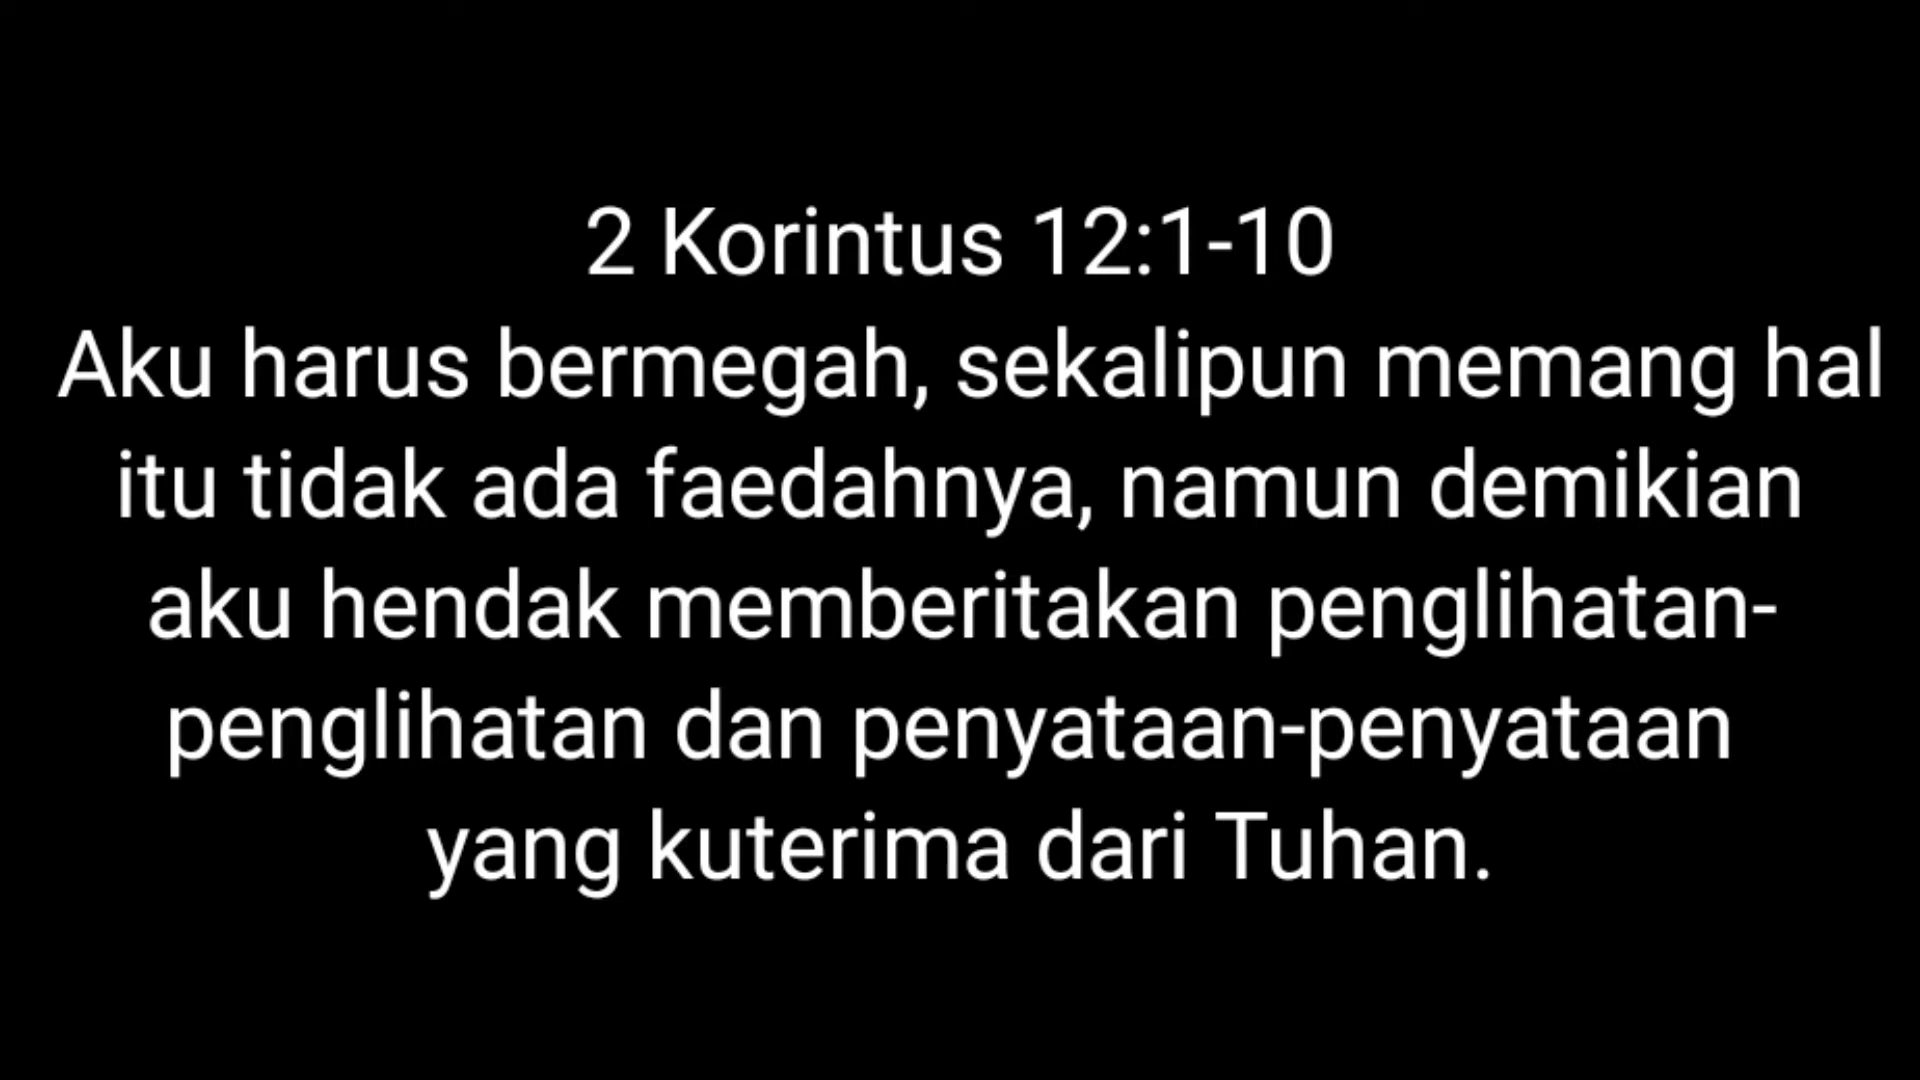 2 Korintus 12:1-10
Aku harus bermegah, sekalipun memang hal
itu tidak ada faedahnya, namun demikian
aku hendak memberitakan penglihatan-
penglihatan dan penyataan-penyataan
yang kuterima dari Tuhan.